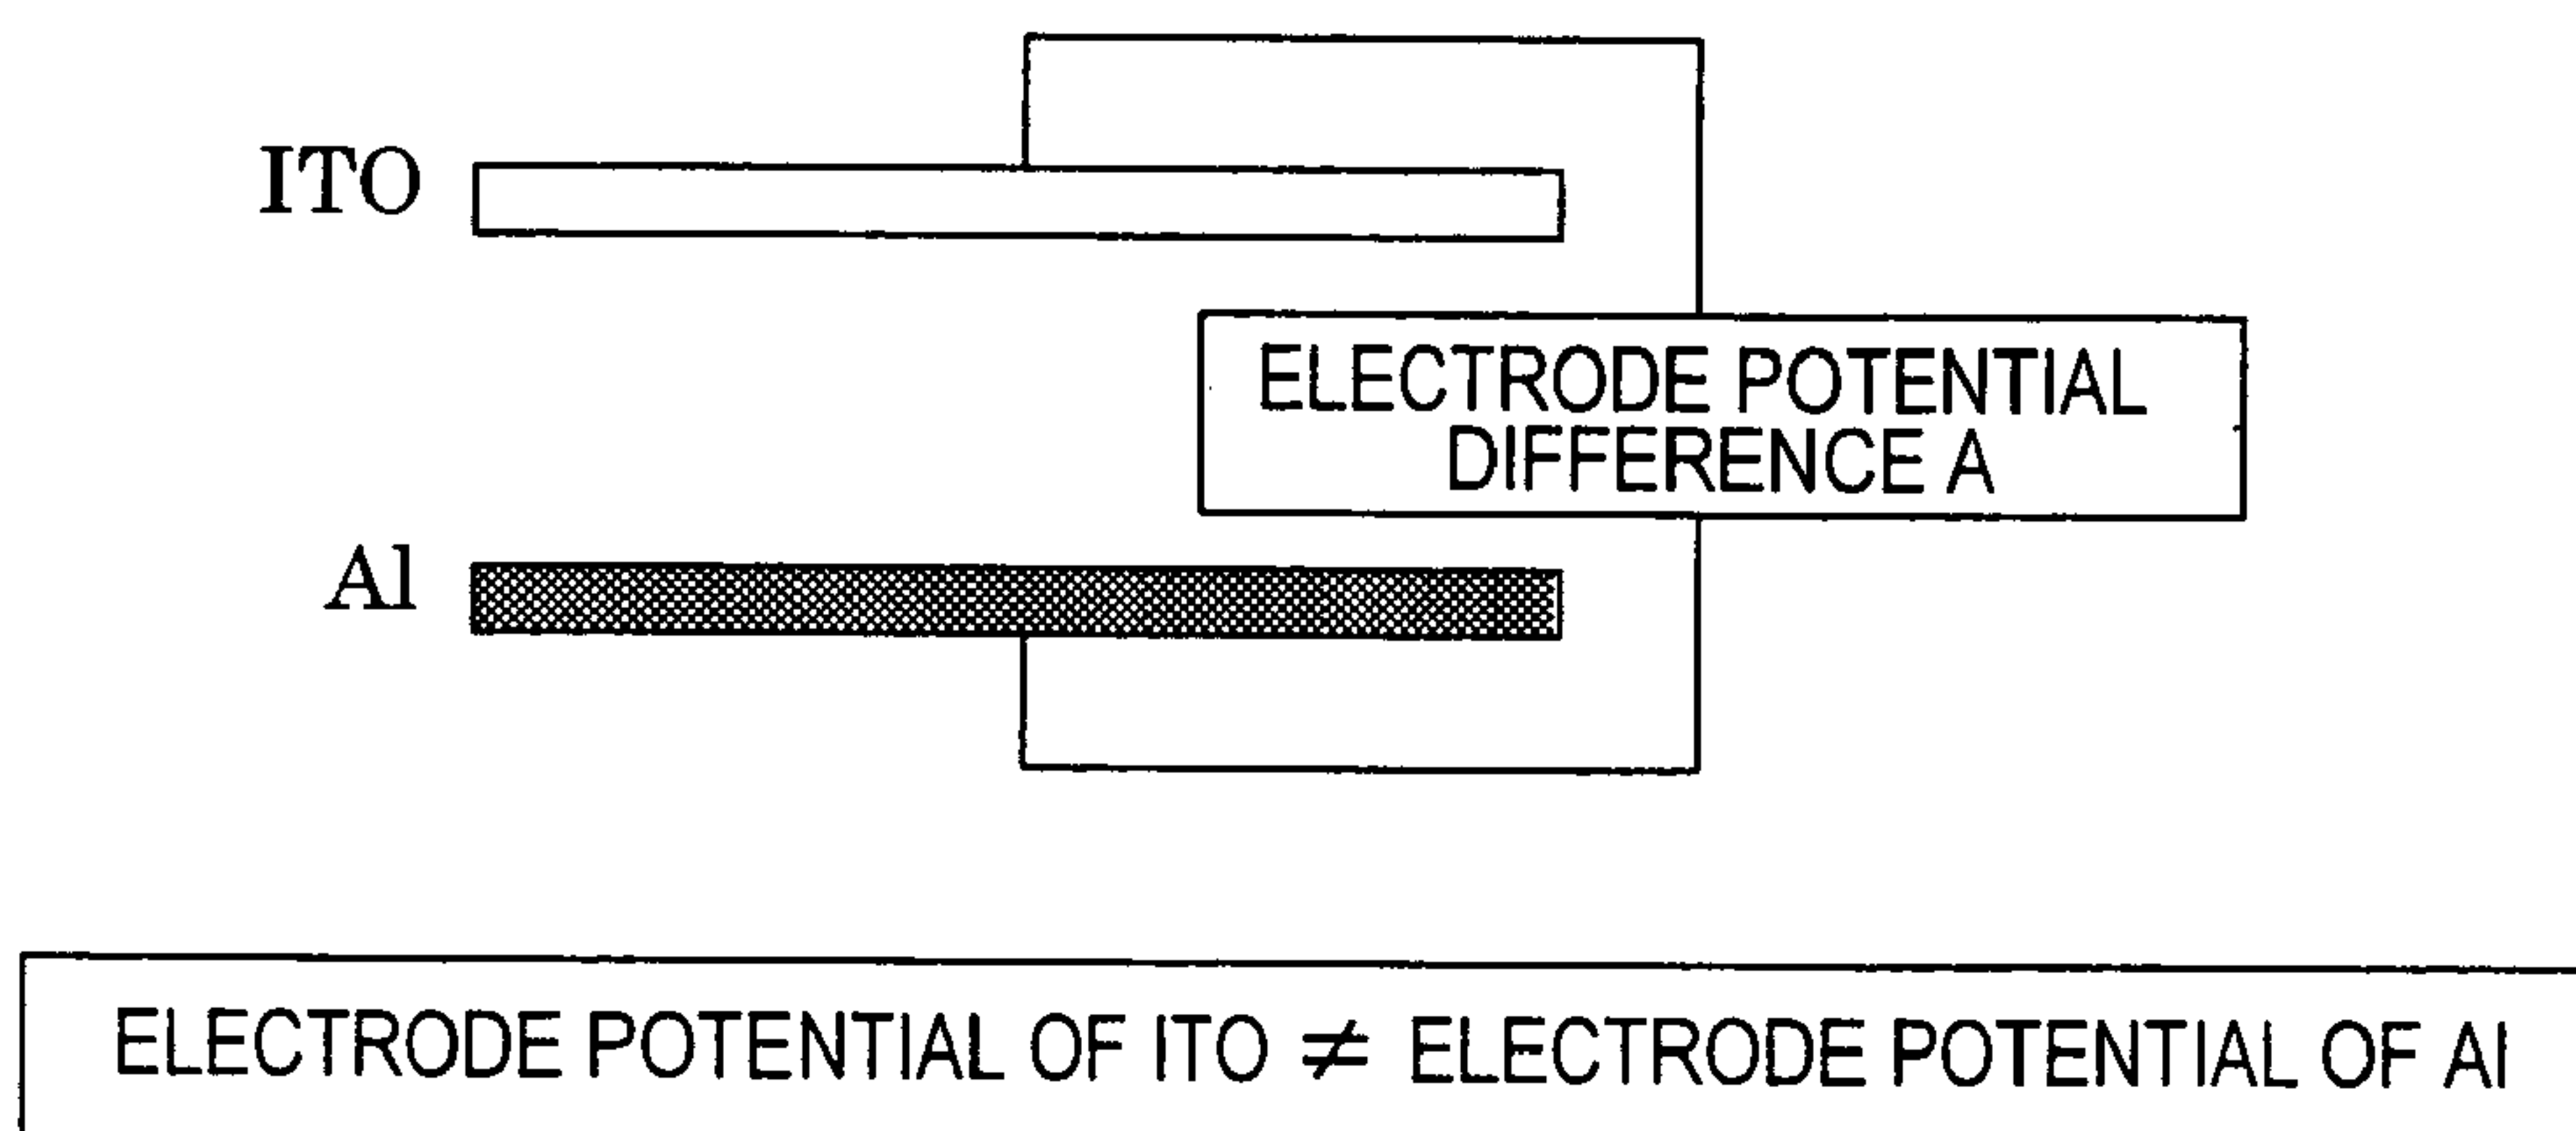 ITO
ELECTRODE POTENTIAL
DIFFERENCE A
Al
ELECTRODE POTENTIAL OF ITO ≠ ELECTRODE POTENTIAL OF Al